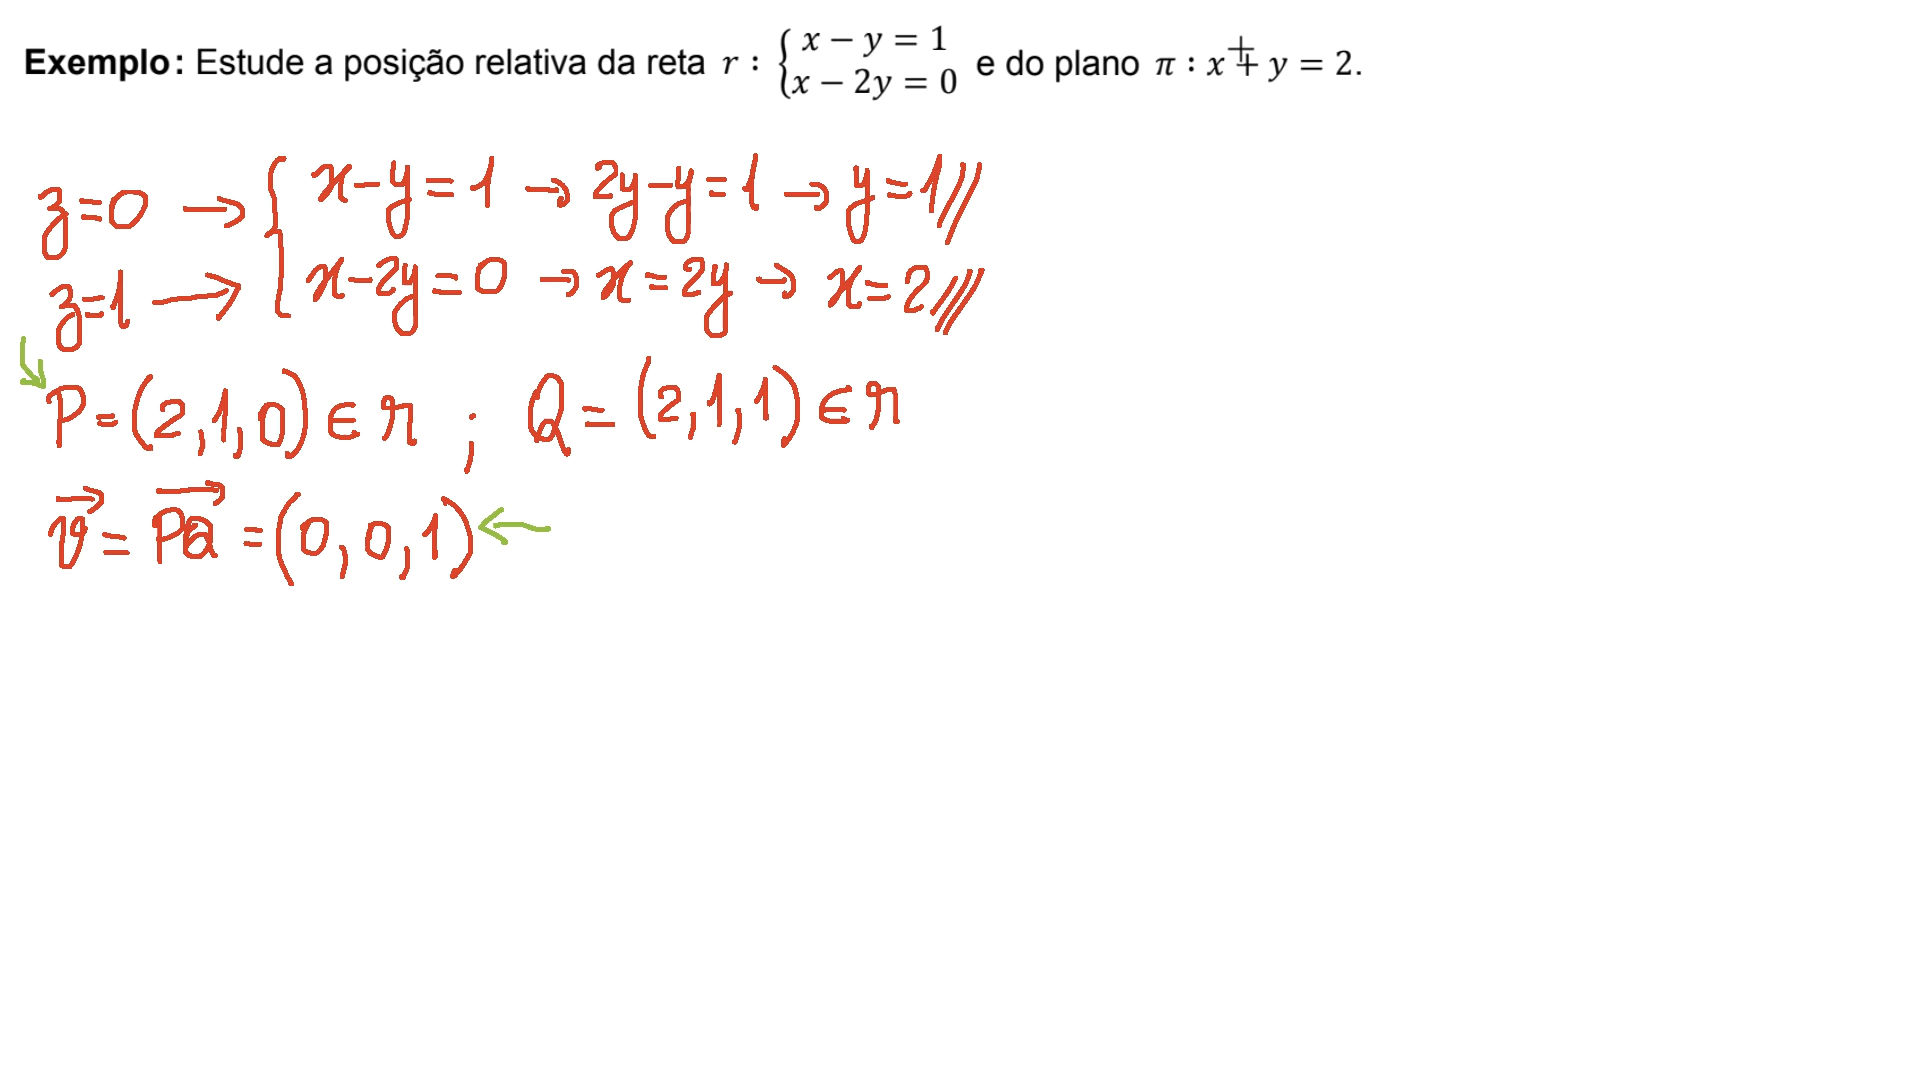 Exemplo: Estude a posição relativa da reta r : { x − y = 1 e do plano π : x + y = 2.
x − 2y = 0
z=0 → { x-y=1 → 2y-y=1 → y=1//
z=1 → x-2y=0 → x=2y → x=2///
P=(2,1,0) ∈ r ; Q=(2,1,1) ∈ r
v⃗ = PQ⃗ = (0,0,1) ←